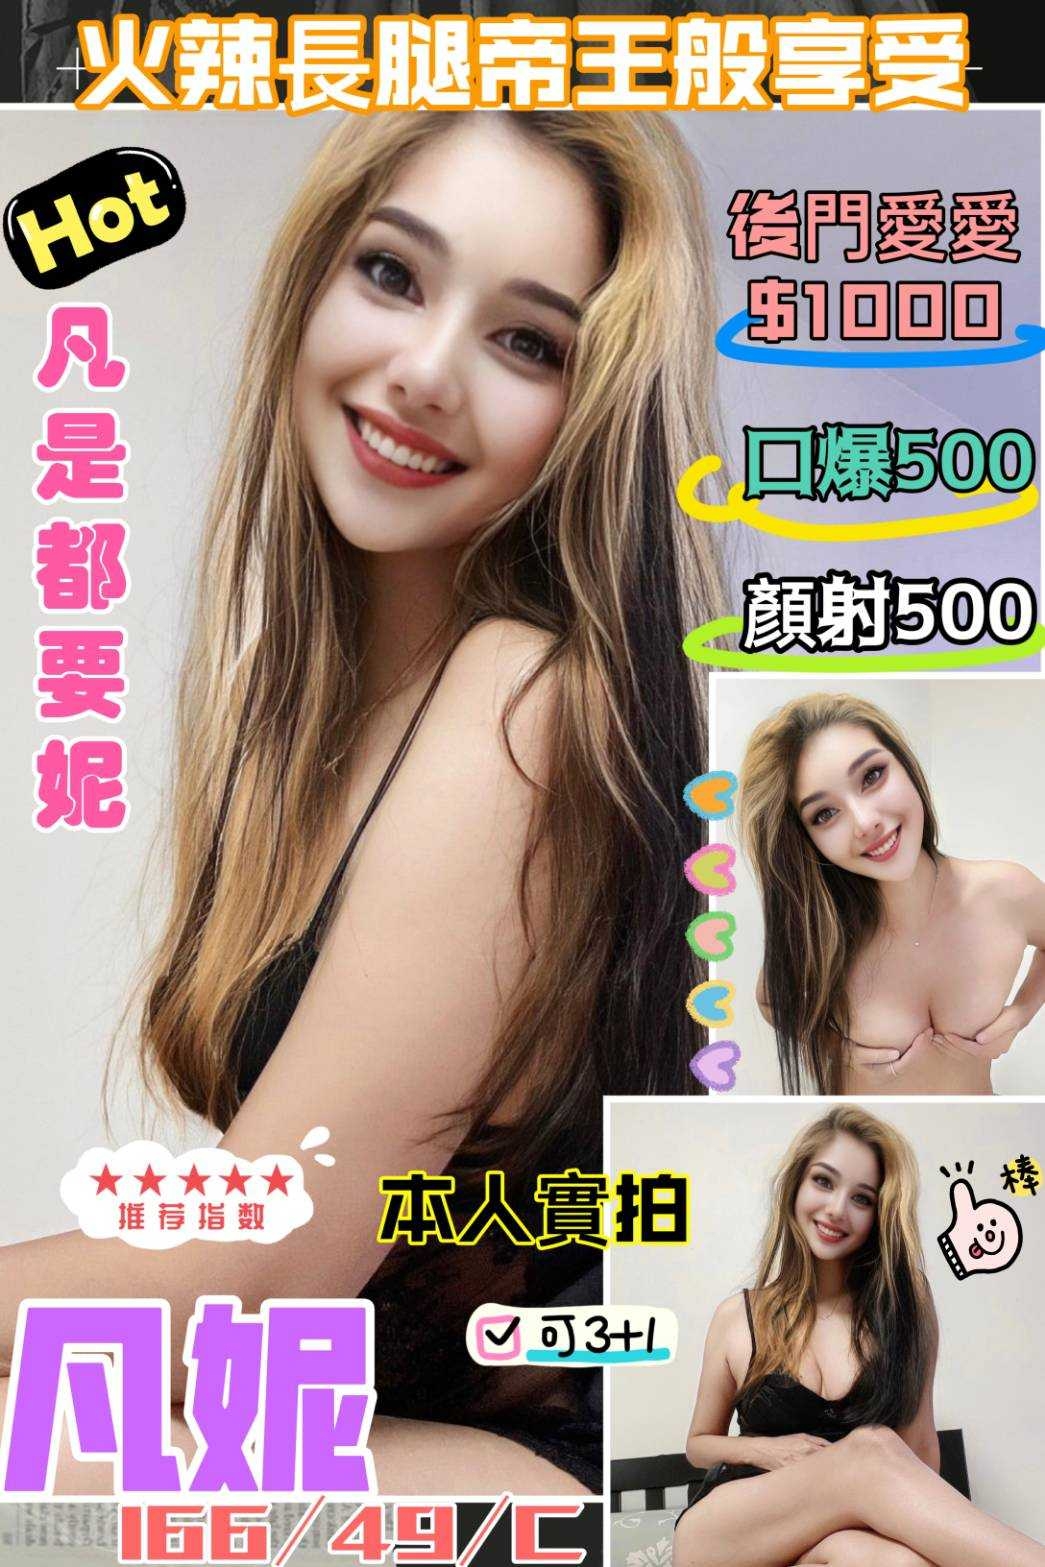 火辣長腿帝王般享受
Hot
凡是都要妮
後門愛愛
$1000
口爆500
顏射500
★★★★★
推荐指数
本人實拍
棒
可3+1
凡妮
166/49/C